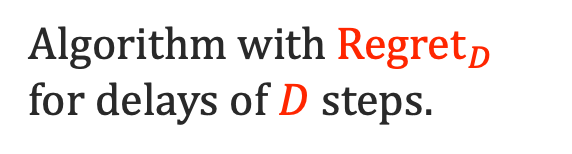 Algorithm with Regret_D
for delays of D steps.